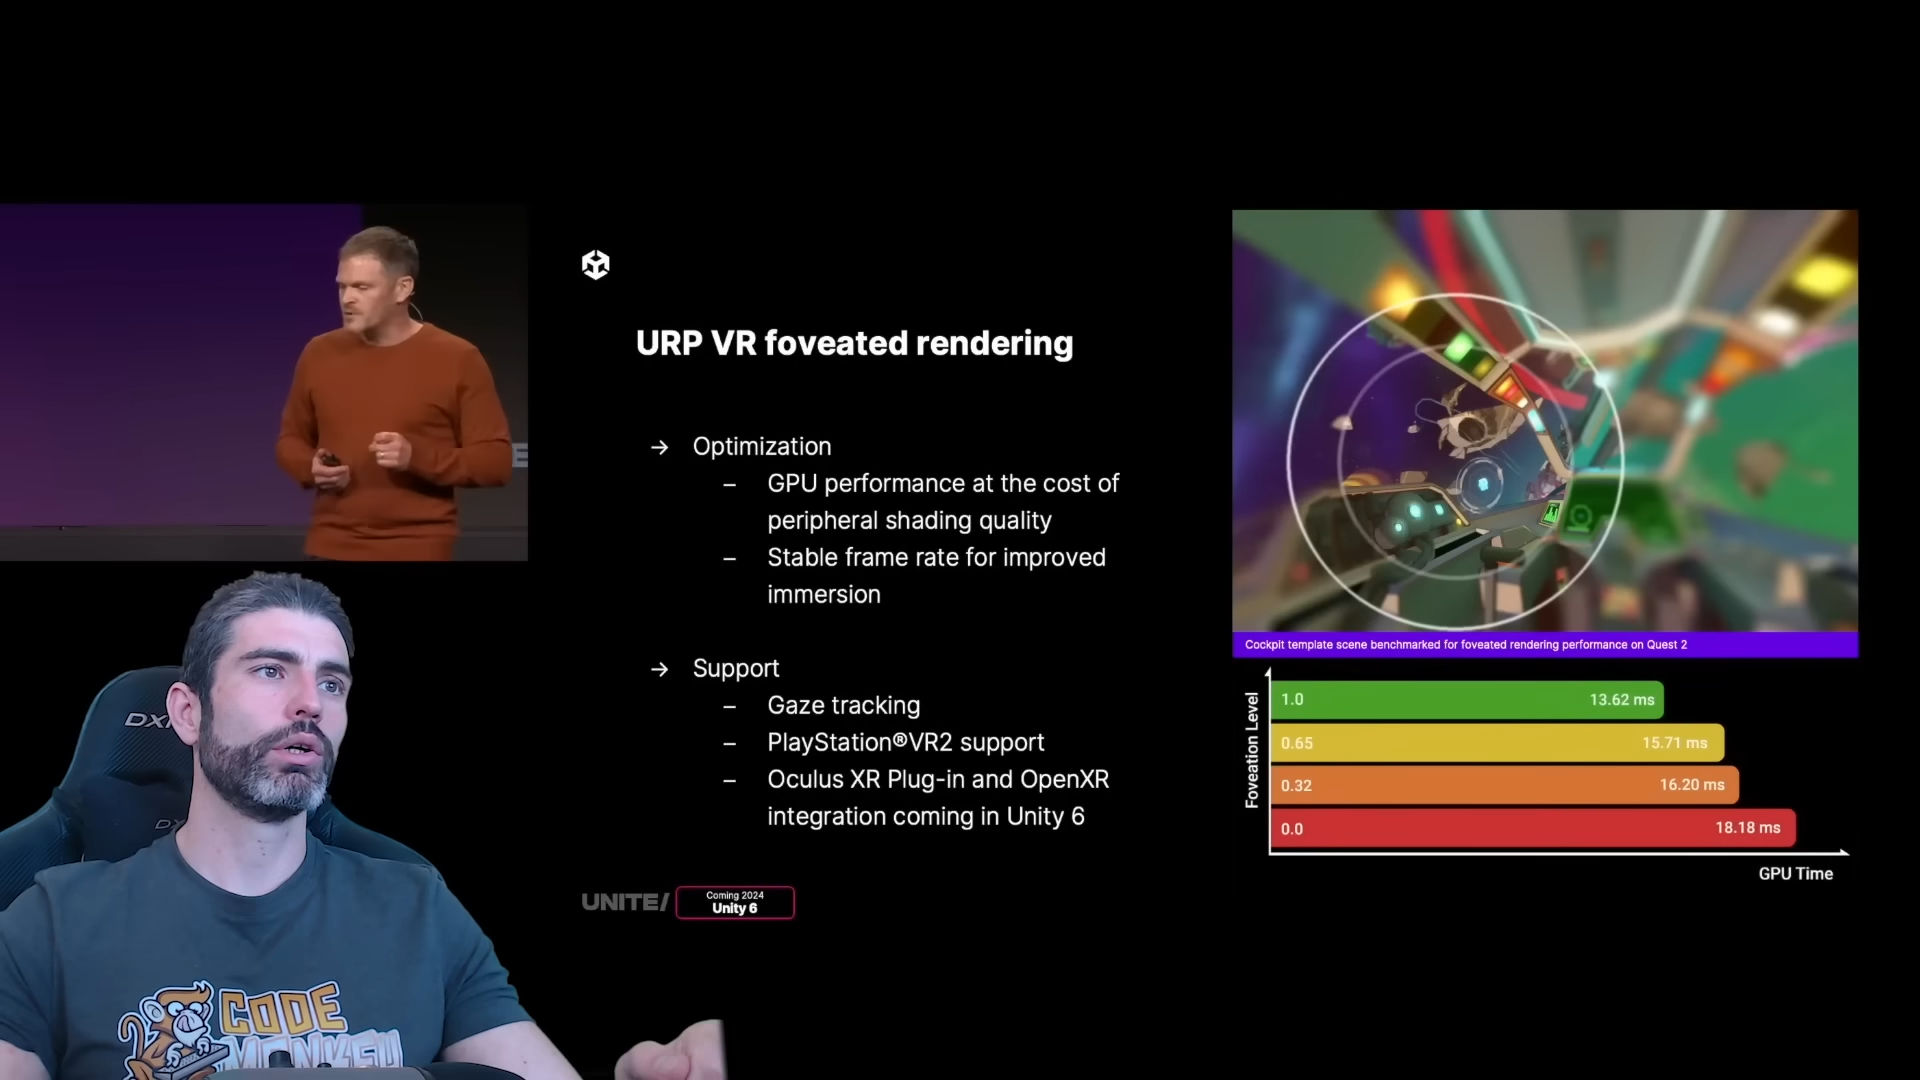 E
URP VR foveated rendering
→ Optimization
– GPU performance at the cost of
peripheral shading quality
– Stable frame rate for improved
immersion
→ Support
– Gaze tracking
– PlayStation®VR2 support
– Oculus XR Plug-in and OpenXR
integration coming in Unity 6
UNITE/
Coming 2024
Unity 6
Cockpit template scene benchmarked for foveated rendering performance on Quest 2
Foveation Level
1.0 13.62 ms
0.65 15.71 ms
0.32 16.20 ms
0.0 18.18 ms
GPU Time
CODE
MONKEY